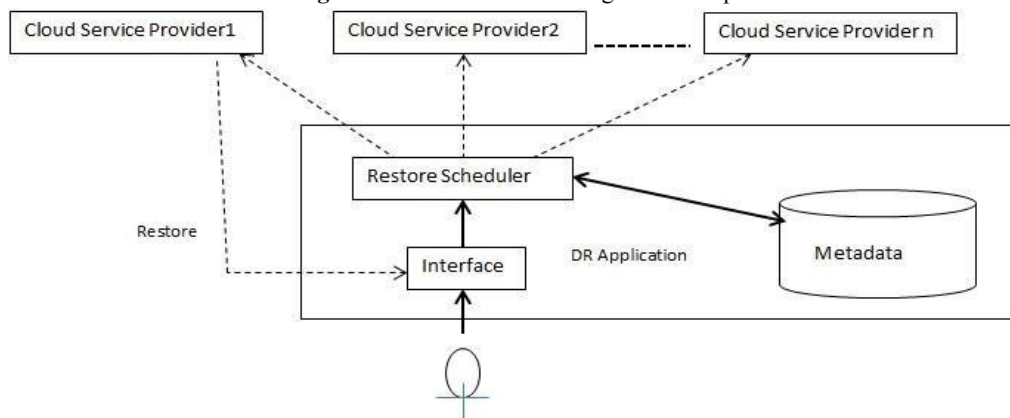 Cloud Service Provider1
Cloud Service Provider2
Cloud Service Provider n
Restore Scheduler
Restore
Interface
DR Application
Metadata